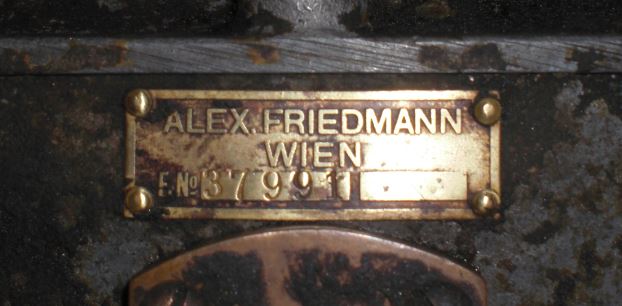 ALEX. FRIEDMANN
WIEN
F. No 37991